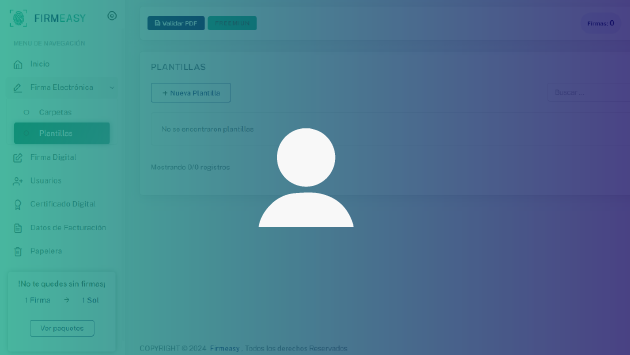 FIRMEASY
MENÚ DE NAVEGACIÓN
Inicio
Firma Electrónica
Carpetas
Plantillas
Firma Digital
Usuarios
Certificado Digital
Datos de Facturación
Papelera
!No te quedes sin firmas¡
1 Firma → 1 Sol
Ver paquetes
Validar PDF
Firmas: 0
PLANTILLAS
+ Nueva Plantilla
Buscar...
No se encontraron plantillas
Mostrando 0/0 registros
COPYRIGHT © 2024 Firmeasy , Todos los derechos Reservados